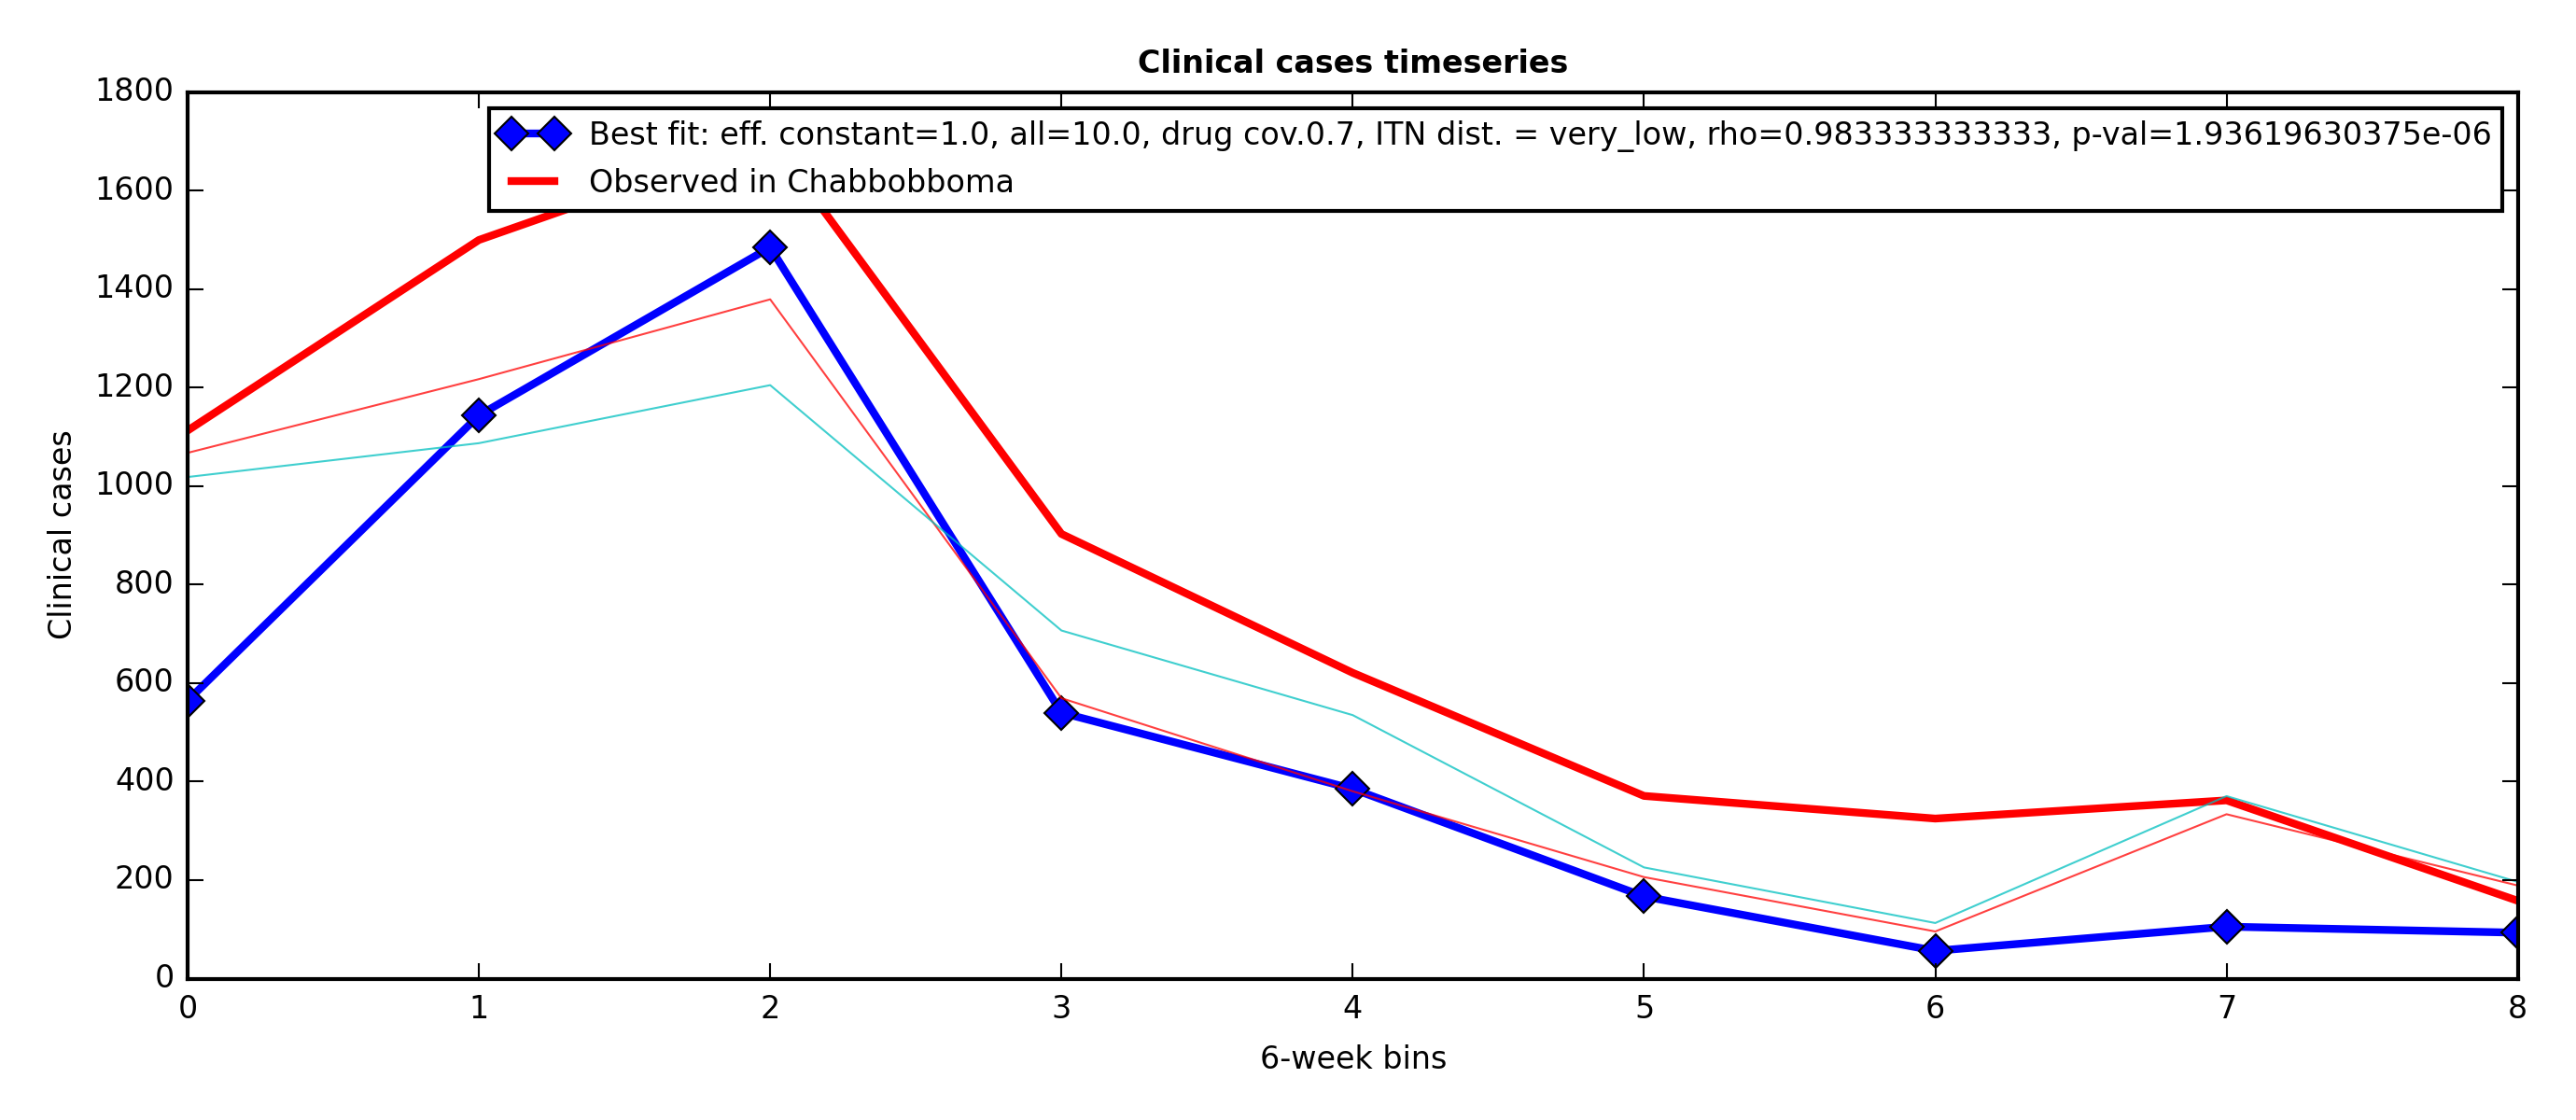 Clinical cases timeseries
1800
1600
1400
1200
1000
800
600
400
200
0
Clinical cases
Best fit: eff. constant=1.0, all=10.0, drug cov.0.7, ITN dist. = very_low, rho=0.983333333333, p-val=1.93619630375e-06
Observed in Chabbobboma
0 1 2 3 4 5 6 7 8
6-week bins